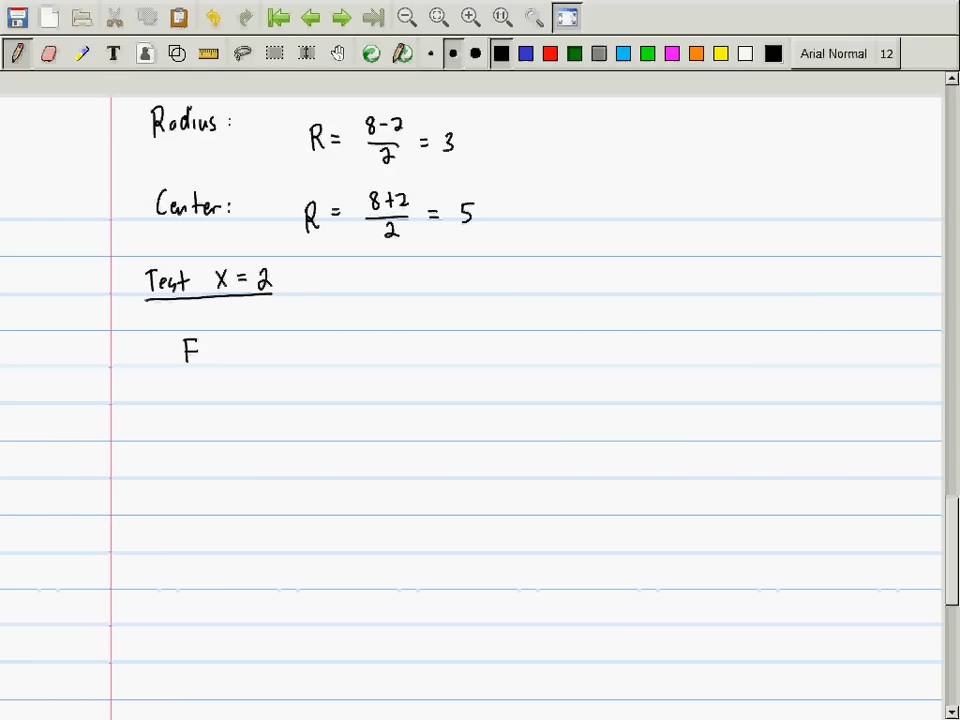 Arial Normal 12
Radius: R = 8-2/2 = 3
Center: R = 8+2/2 = 5
Test x = 2
F